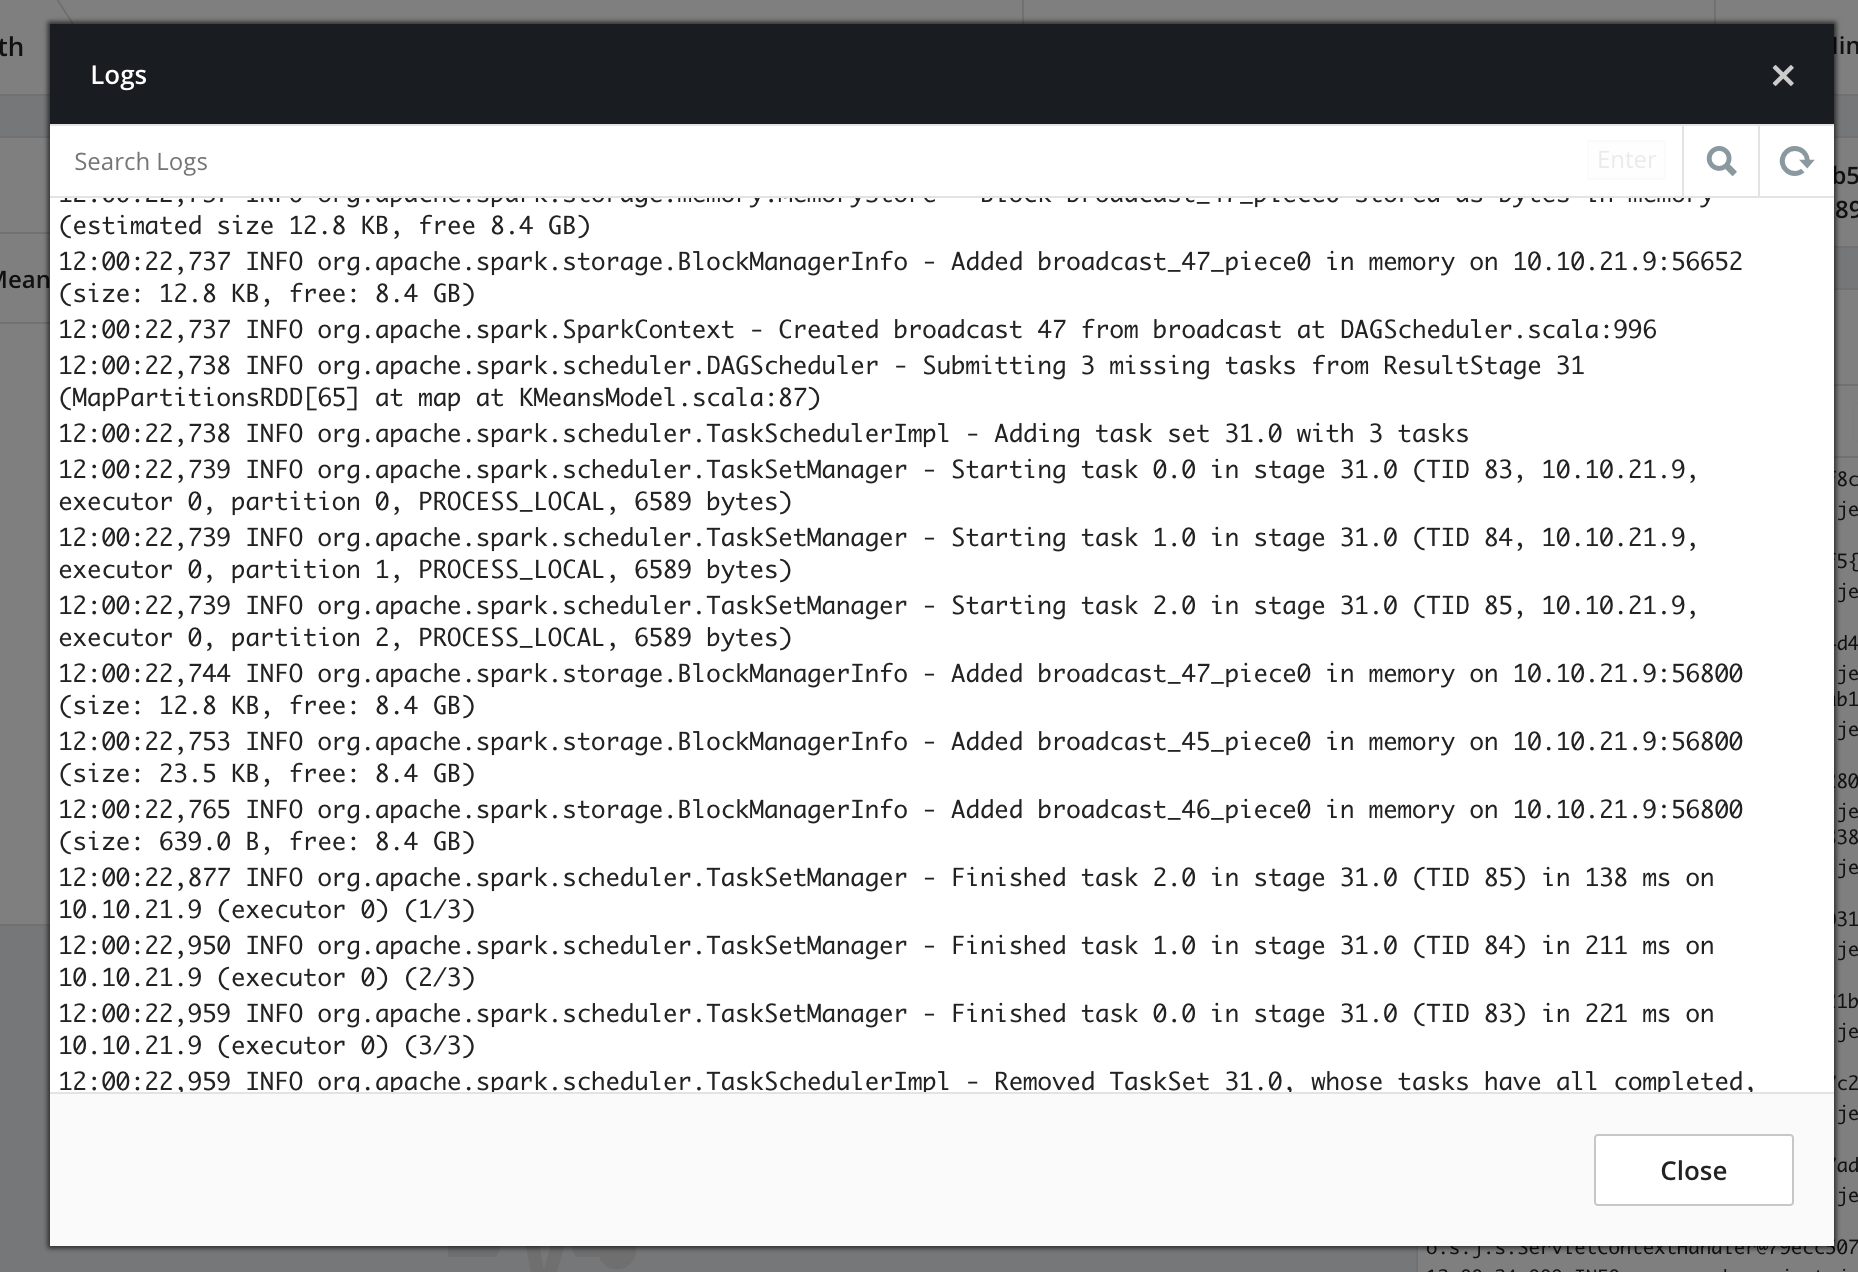 th
Logs
Search Logs
Enter
12:00:22,737 INFO org.apache.spark.storage.memory.MemoryStore - Block broadcast_47_piece0 stored as bytes in memory
(estimated size 12.8 KB, free 8.4 GB)
12:00:22,737 INFO org.apache.spark.storage.BlockManagerInfo - Added broadcast_47_piece0 in memory on 10.10.21.9:56652
(size: 12.8 KB, free: 8.4 GB)
12:00:22,737 INFO org.apache.spark.SparkContext - Created broadcast 47 from broadcast at DAGScheduler.scala:996
12:00:22,738 INFO org.apache.spark.scheduler.DAGScheduler - Submitting 3 missing tasks from ResultStage 31
(MapPartitionsRDD[65] at map at KMeansModel.scala:87)
12:00:22,738 INFO org.apache.spark.scheduler.TaskSchedulerImpl - Adding task set 31.0 with 3 tasks
12:00:22,739 INFO org.apache.spark.scheduler.TaskSetManager - Starting task 0.0 in stage 31.0 (TID 83, 10.10.21.9,
executor 0, partition 0, PROCESS_LOCAL, 6589 bytes)
12:00:22,739 INFO org.apache.spark.scheduler.TaskSetManager - Starting task 1.0 in stage 31.0 (TID 84, 10.10.21.9,
executor 0, partition 1, PROCESS_LOCAL, 6589 bytes)
12:00:22,739 INFO org.apache.spark.scheduler.TaskSetManager - Starting task 2.0 in stage 31.0 (TID 85, 10.10.21.9,
executor 0, partition 2, PROCESS_LOCAL, 6589 bytes)
12:00:22,744 INFO org.apache.spark.storage.BlockManagerInfo - Added broadcast_47_piece0 in memory on 10.10.21.9:56800
(size: 12.8 KB, free: 8.4 GB)
12:00:22,753 INFO org.apache.spark.storage.BlockManagerInfo - Added broadcast_45_piece0 in memory on 10.10.21.9:56800
(size: 23.5 KB, free: 8.4 GB)
12:00:22,765 INFO org.apache.spark.storage.BlockManagerInfo - Added broadcast_46_piece0 in memory on 10.10.21.9:56800
(size: 639.0 B, free: 8.4 GB)
12:00:22,877 INFO org.apache.spark.scheduler.TaskSetManager - Finished task 2.0 in stage 31.0 (TID 85) in 138 ms on
10.10.21.9 (executor 0) (1/3)
12:00:22,950 INFO org.apache.spark.scheduler.TaskSetManager - Finished task 1.0 in stage 31.0 (TID 84) in 211 ms on
10.10.21.9 (executor 0) (2/3)
12:00:22,959 INFO org.apache.spark.scheduler.TaskSetManager - Finished task 0.0 in stage 31.0 (TID 83) in 221 ms on
10.10.21.9 (executor 0) (3/3)
12:00:22,959 INFO org.apache.spark.scheduler.TaskSchedulerImpl - Removed TaskSet 31.0, whose tasks have all completed,
Close